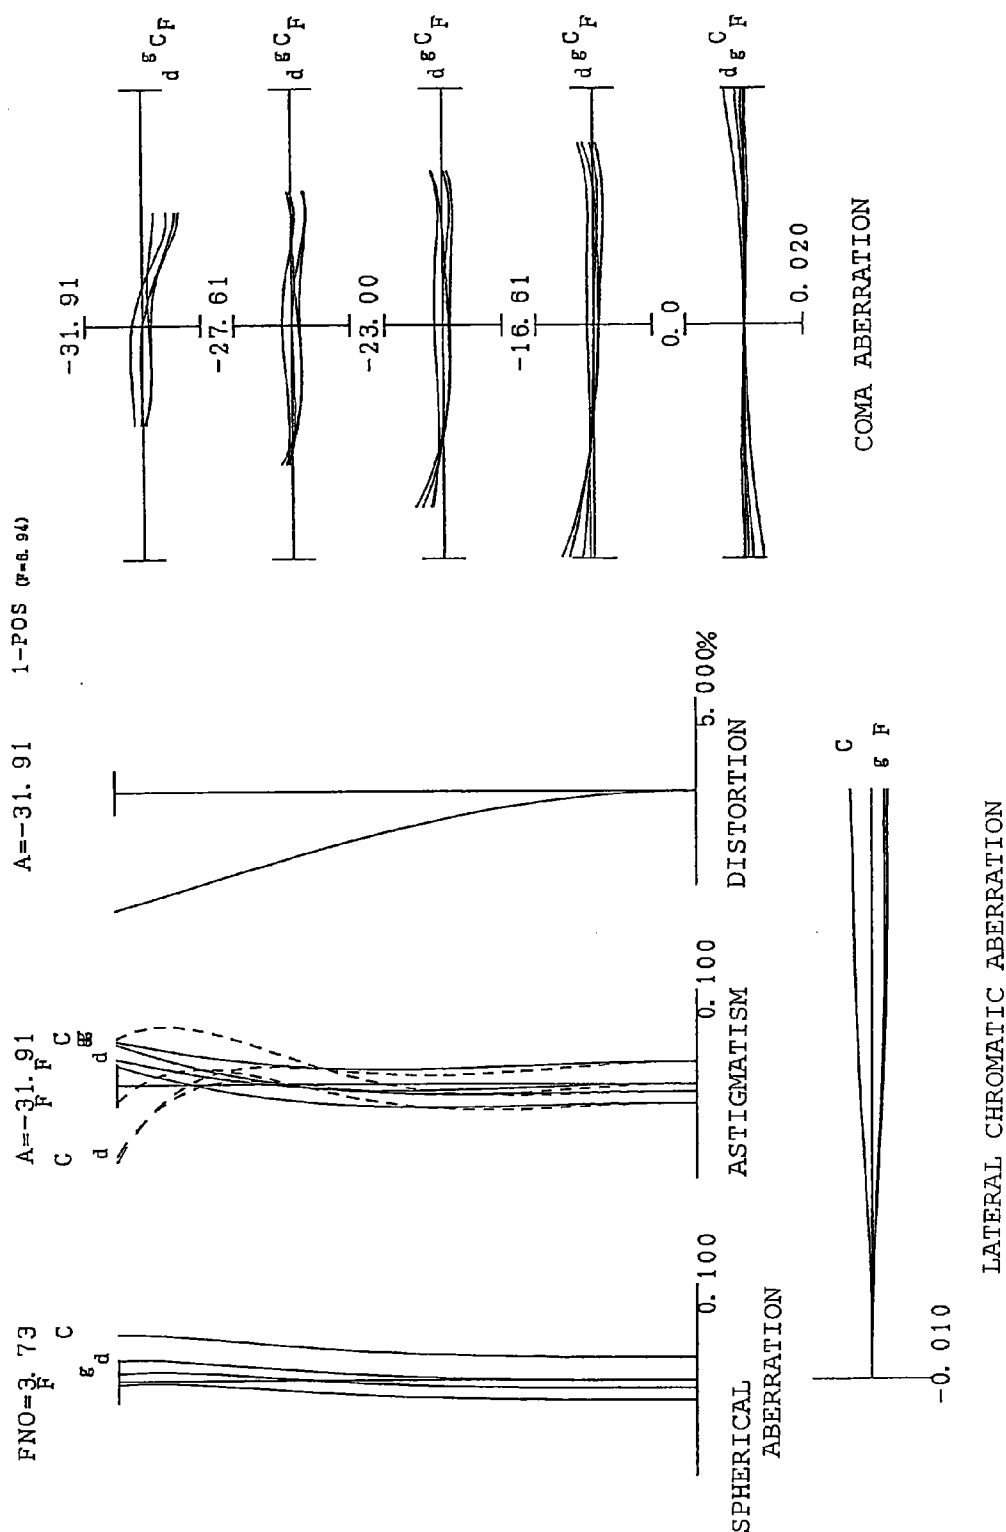 1-POS (F=6.94)
FNO=3.73
F
C
g
d
0.100
SPHERICAL
ABERRATION
A=-31.91
F
F
C
C
g
d
d
0.100
ASTIGMATISM
A=-31.91
5.000%
DISTORTION
-31.91
d
g
C
F
-27.61
d
g
C
F
-23.00
d
g
C
F
-16.61
d
g
C
F
0.0
d
g
C
F
0.020
COMA ABERRATION
C
g
F
-0.010
LATERAL CHROMATIC ABERRATION